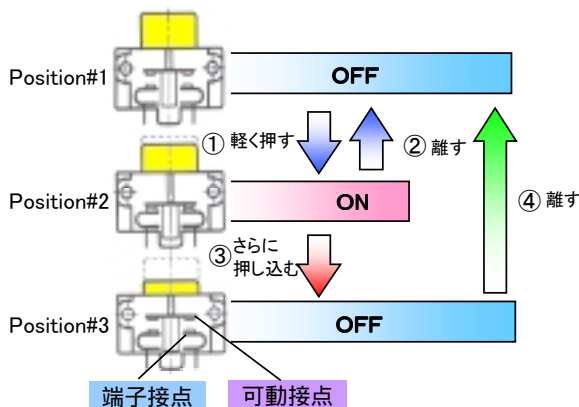 Position#1
OFF
① 軽く押す
② 離す
Position#2
ON
④ 離す
③ さらに
押し込む
Position#3
OFF
端子接点
可動接点